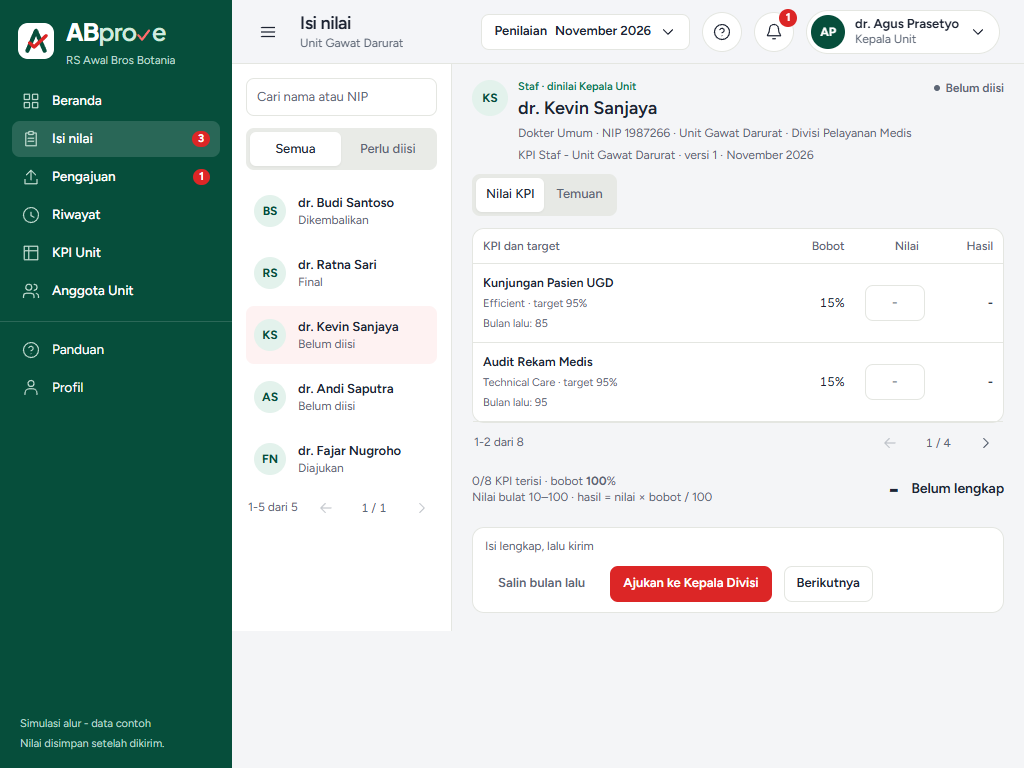 ABprove
RS Awal Bros Botania
Beranda
Isi nilai 3
Pengajuan 1
Riwayat
KPI Unit
Anggota Unit
Panduan
Profil
Simulasi alur - data contoh
Nilai disimpan setelah dikirim.
Isi nilai
Unit Gawat Darurat
Penilaian November 2026
1
AP
dr. Agus Prasetyo
Kepala Unit
Cari nama atau NIP
Semua Perlu diisi
BS
dr. Budi Santoso
Dikembalikan
RS
dr. Ratna Sari
Final
KS
dr. Kevin Sanjaya
Belum diisi
AS
dr. Andi Saputra
Belum diisi
FN
dr. Fajar Nugroho
Diajukan
1-5 dari 5 1 / 1
KS
Staf · dinilai Kepala Unit
dr. Kevin Sanjaya
Belum diisi
Dokter Umum · NIP 1987266 · Unit Gawat Darurat · Divisi Pelayanan Medis
KPI Staf - Unit Gawat Darurat · versi 1 · November 2026
Nilai KPI Temuan
KPI dan target Bobot Nilai Hasil
Kunjungan Pasien UGD
Efficient · target 95%
Bulan lalu: 85
15% - -
Audit Rekam Medis
Technical Care · target 95%
Bulan lalu: 95
15% - -
1-2 dari 8 1 / 4
0/8 KPI terisi · bobot 100%
Nilai bulat 10–100 · hasil = nilai × bobot / 100
- Belum lengkap
Isi lengkap, lalu kirim
Salin bulan lalu Ajukan ke Kepala Divisi Berikutnya